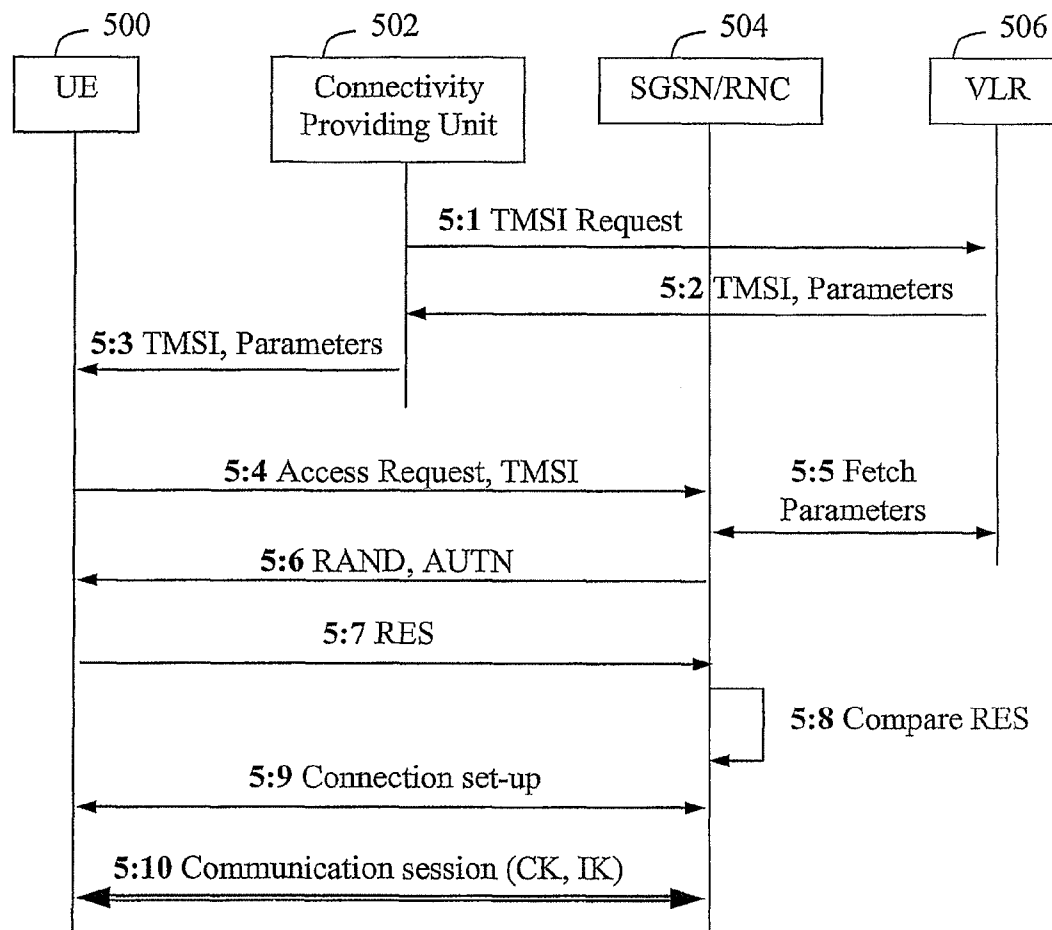 500
502
504
506
UE
Connectivity
Providing Unit
SGSN/RNC
VLR
5:1 TMSI Request
5:2 TMSI, Parameters
5:3 TMSI, Parameters
5:4 Access Request, TMSI
5:5 Fetch
Parameters
5:6 RAND, AUTN
5:7 RES
5:8 Compare RES
5:9 Connection set-up
5:10 Communication session (CK, IK)